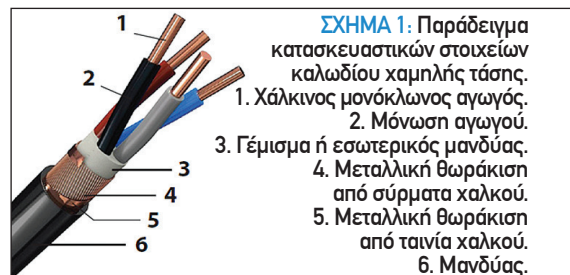 ΣΧΗΜΑ 1: Παράδειγμα
κατασκευαστικών στοιχείων
καλωδίου χαμηλής τάσης.
1. Χάλκινος μονόκλωνος αγωγός.
2. Μόνωση αγωγού.
3. Γέμισμα ή εσωτερικός μανδύας.
4. Μεταλλική θωράκιση
από σύρματα χαλκού.
5. Μεταλλική θωράκιση
από ταινία χαλκού.
6. Μανδύας.
1
2
3
4
5
6